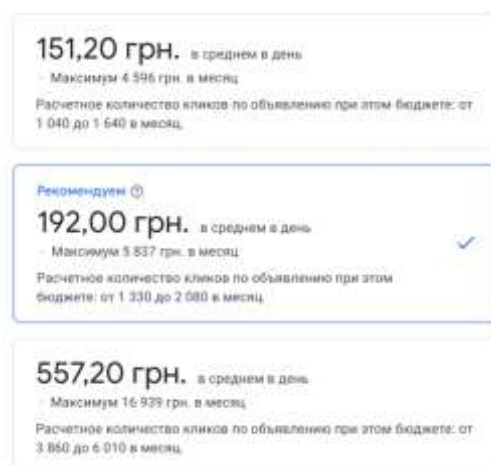 151,20 грн. в среднем в день
Максимум 4 596 грн. в месяц
Расчетное количество кликов по объявлению при этом бюджете: от
1 040 до 1 640 в месяц.
Рекомендуем
192,00 грн. в среднем в день
Максимум 5 837 грн. в месяц
Расчетное количество кликов по объявлению при этом
бюджете: от 1 330 до 2 080 в месяц.
557,20 грн. в среднем в день
Максимум 16 939 грн. в месяц
Расчетное количество кликов по объявлению при этом бюджете: от
3 860 до 6 010 в месяц.